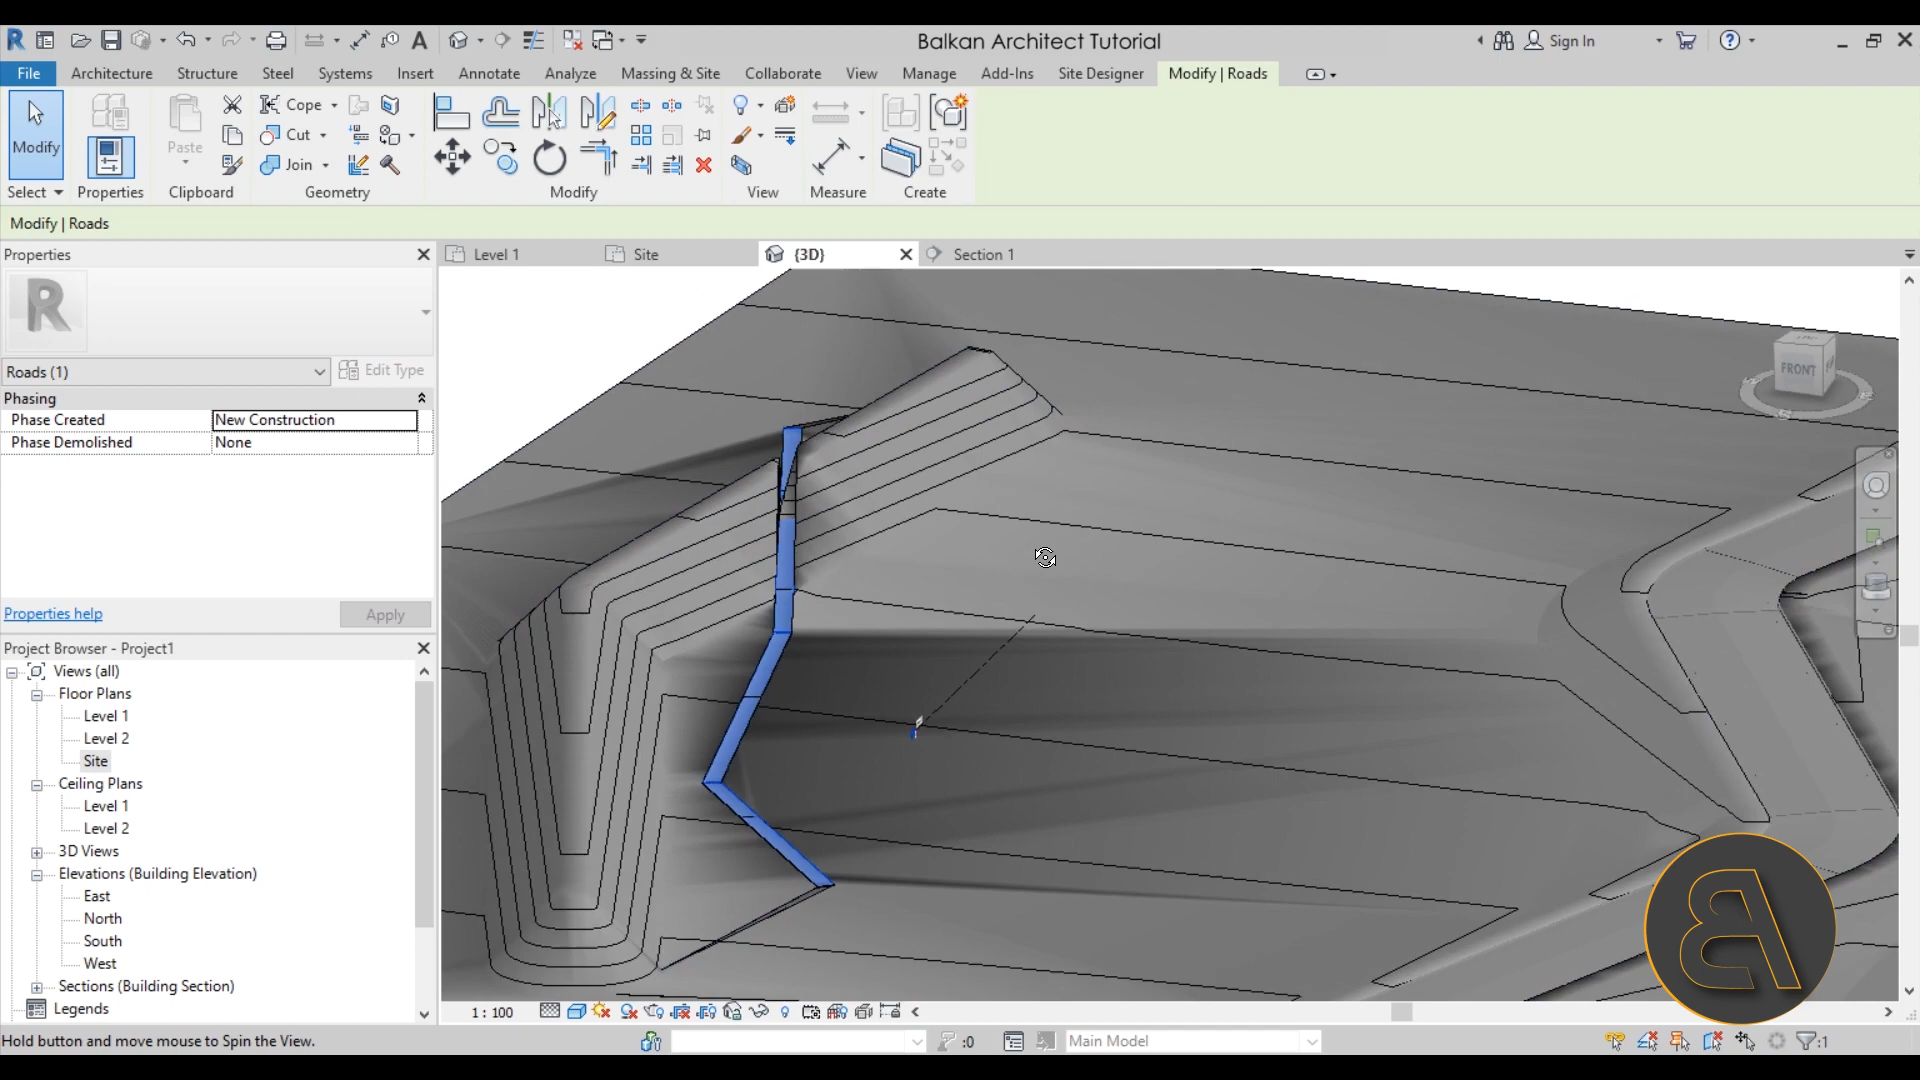 Balkan Architect Tutorial
Sign In
File Architecture Structure Steel Systems Insert Annotate Analyze Massing & Site Collaborate View Manage Add-Ins Site Designer Modify | Roads
Modify
Paste
Cope
Cut
Join
Select Properties Clipboard Geometry Modify View Measure Create
Modify | Roads
Properties
Level 1 Site {3D} Section 1
Roads (1)
Edit Type
Phasing
Phase Created New Construction
Phase Demolished None
FRONT
Properties help
Apply
Project Browser - Project1
Views (all)
Floor Plans
Level 1
Level 2
Site
Ceiling Plans
Level 1
Level 2
3D Views
Elevations (Building Elevation)
East
North
South
West
Sections (Building Section)
Legends
1 : 100
Hold button and move mouse to Spin the View.
:0
Main Model
:1